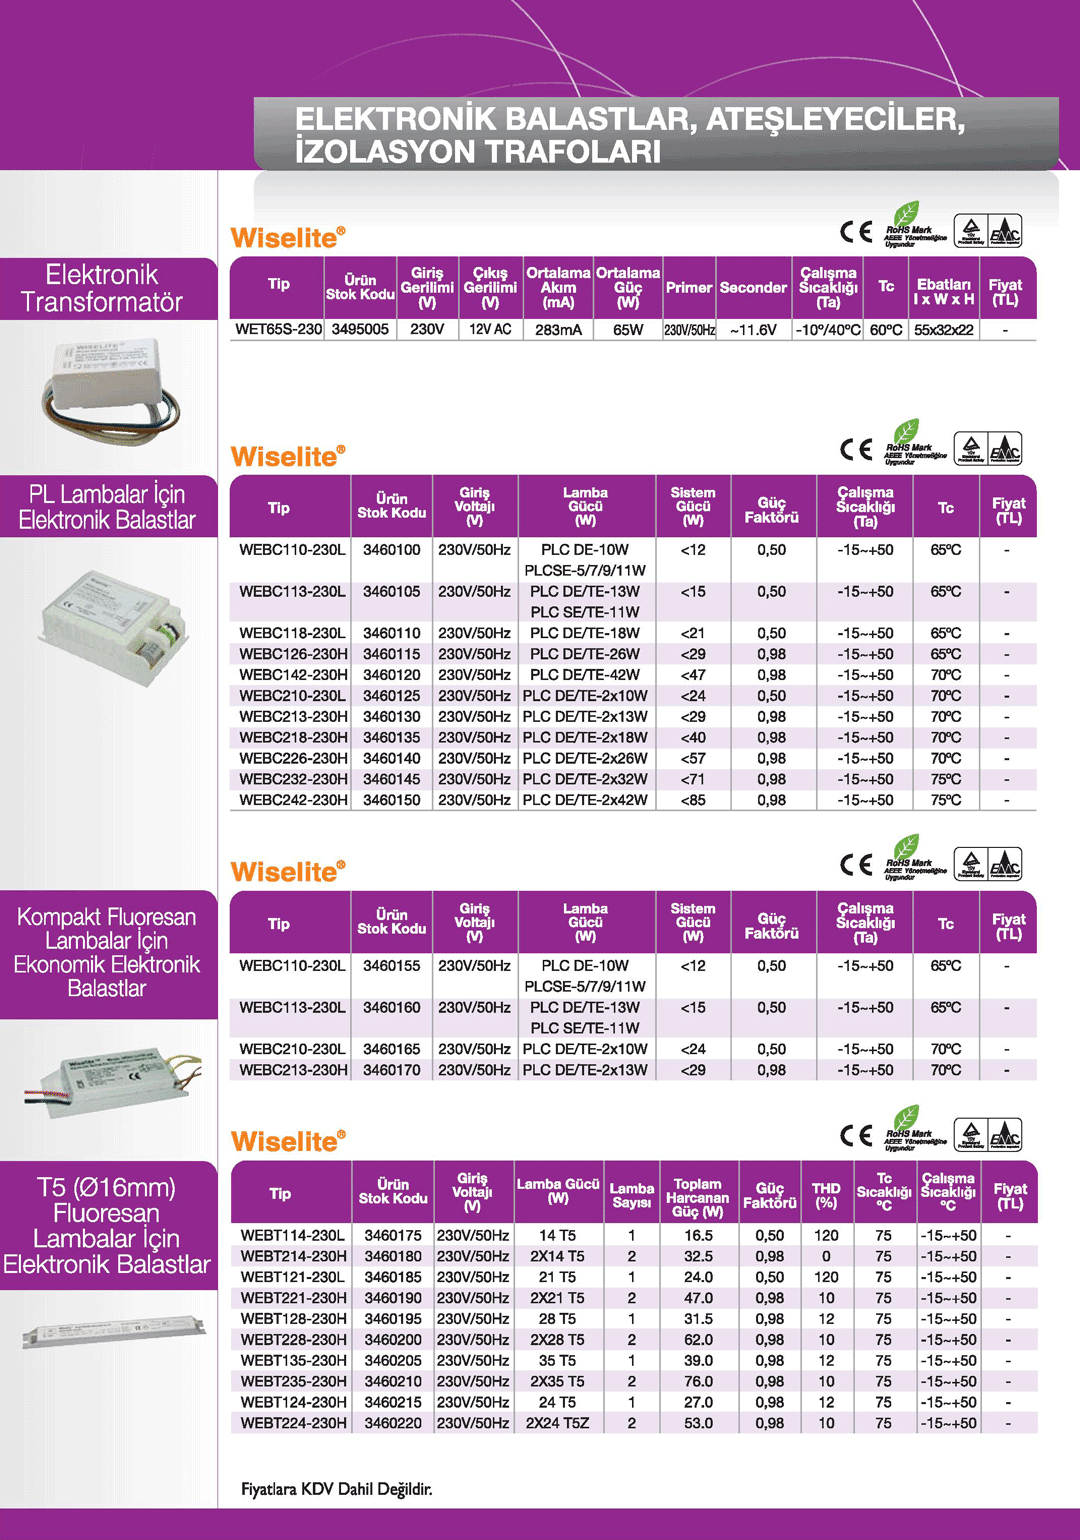 ELEKTRONİK BALASTLAR, ATEŞLEYECİLER,
İZOLASYON TRAFOLARI
Elektronik
Transformatör
Wiselite®
RoHS Mark
AEEE Yönetmeliğine
Uygundur
Tip Ürün Stok Kodu Giriş Gerilimi (V) Çıkış Gerilimi (V) Ortalama Akım (mA) Ortalama Güç (W) Primer Seconder Çalışma Sıcaklığı (Ta) Tc Ebatları I x W x H Fiyat (TL)
WET65S-230 3495005 230V 12V AC 283mA 65W 230V/50Hz ~11.6V -10º/40ºC 60ºC 55x32x22 -
PL Lambalar İçin
Elektronik Balastlar
Wiselite®
RoHS Mark
AEEE Yönetmeliğine
Uygundur
Tip Ürün Stok Kodu Giriş Voltajı (V) Lamba Gücü (W) Sistem Gücü (W) Güç Faktörü Çalışma Sıcaklığı (Ta) Tc Fiyat (TL)
WEBC110-230L 3460100 230V/50Hz PLC DE-10W <12 0,50 -15~+50 65ºC -
PLCSE-5/7/9/11W
WEBC113-230L 3460105 230V/50Hz PLC DE/TE-13W <15 0,50 -15~+50 65ºC -
PLC SE/TE-11W
WEBC118-230L 3460110 230V/50Hz PLC DE/TE-18W <21 0,50 -15~+50 65ºC -
WEBC126-230H 3460115 230V/50Hz PLC DE/TE-26W <29 0,98 -15~+50 65ºC -
WEBC142-230H 3460120 230V/50Hz PLC DE/TE-42W <47 0,98 -15~+50 70ºC -
WEBC210-230L 3460125 230V/50Hz PLC DE/TE-2x10W <24 0,50 -15~+50 70ºC -
WEBC213-230H 3460130 230V/50Hz PLC DE/TE-2x13W <29 0,98 -15~+50 70ºC -
WEBC218-230H 3460135 230V/50Hz PLC DE/TE-2x18W <40 0,98 -15~+50 70ºC -
WEBC226-230H 3460140 230V/50Hz PLC DE/TE-2x26W <57 0,98 -15~+50 70ºC -
WEBC232-230H 3460145 230V/50Hz PLC DE/TE-2x32W <71 0,98 -15~+50 75ºC -
WEBC242-230H 3460150 230V/50Hz PLC DE/TE-2x42W <85 0,98 -15~+50 75ºC -
Kompakt Fluoresan
Lambalar İçin
Ekonomik Elektronik
Balastlar
Wiselite®
RoHS Mark
AEEE Yönetmeliğine
Uygundur
Tip Ürün Stok Kodu Giriş Voltajı (V) Lamba Gücü (W) Sistem Gücü (W) Güç Faktörü Çalışma Sıcaklığı (Ta) Tc Fiyat (TL)
WEBC110-230L 3460155 230V/50Hz PLC DE-10W <12 0,50 -15~+50 65ºC -
PLCSE-5/7/9/11W
WEBC113-230L 3460160 230V/50Hz PLC DE/TE-13W <15 0,50 -15~+50 65ºC -
PLC SE/TE-11W
WEBC210-230L 3460165 230V/50Hz PLC DE/TE-2x10W <24 0,50 -15~+50 70ºC -
WEBC213-230H 3460170 230V/50Hz PLC DE/TE-2x13W <29 0,98 -15~+50 70ºC -
T5 (Ø16mm)
Fluoresan
Lambalar İçin
Elektronik Balastlar
Wiselite®
RoHS Mark
AEEE Yönetmeliğine
Uygundur
Tip Ürün Stok Kodu Giriş Voltajı (V) Lamba Gücü (W) Lamba Sayısı Toplam Harcanan Güç (W) Güç Faktörü THD (%) Tc Sıcaklığı ºC Çalışma Sıcaklığı ºC Fiyat (TL)
WEBT114-230L 3460175 230V/50Hz 14 T5 1 16.5 0,50 120 75 -15~+50 -
WEBT214-230H 3460180 230V/50Hz 2X14 T5 2 32.5 0,98 0 75 -15~+50 -
WEBT121-230L 3460185 230V/50Hz 21 T5 1 24.0 0,50 120 75 -15~+50 -
WEBT221-230H 3460190 230V/50Hz 2X21 T5 2 47.0 0,98 10 75 -15~+50 -
WEBT128-230H 3460195 230V/50Hz 28 T5 1 31.5 0,98 12 75 -15~+50 -
WEBT228-230H 3460200 230V/50Hz 2X28 T5 2 62.0 0,98 10 75 -15~+50 -
WEBT135-230H 3460205 230V/50Hz 35 T5 1 39.0 0,98 12 75 -15~+50 -
WEBT235-230H 3460210 230V/50Hz 2X35 T5 2 76.0 0,98 10 75 -15~+50 -
WEBT124-230H 3460215 230V/50Hz 24 T5 1 27.0 0,98 12 75 -15~+50 -
WEBT224-230H 3460220 230V/50Hz 2X24 T5Z 2 53.0 0,98 10 75 -15~+50 -
Fiyatlara KDV Dahil Değildir.